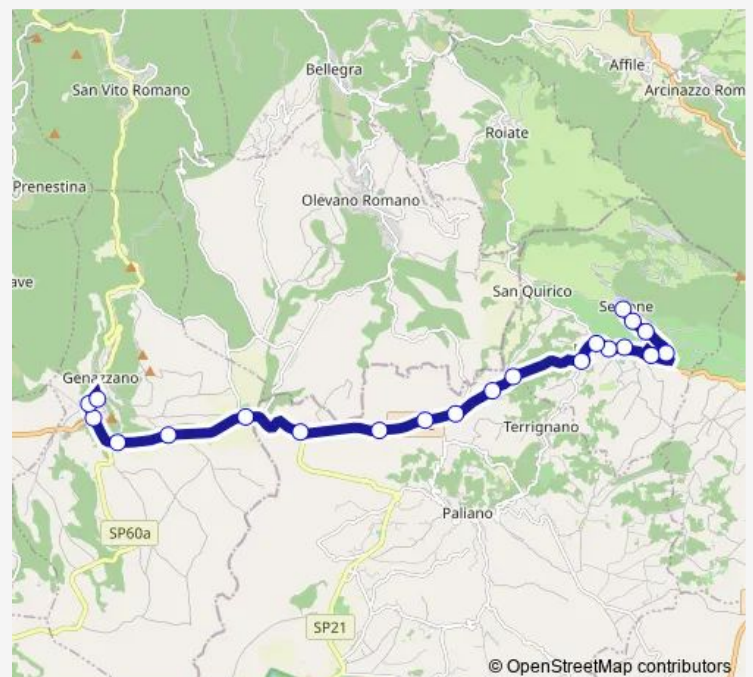 Affile
Bellegra
San Vito Romano
Arcinazzo Rom
Roiate
Prenestina
Olevano Romano
ave
San Quirico
Genazzano
Terrignano
Paliano
SP60a
SP21
© OpenStreetMap contributors